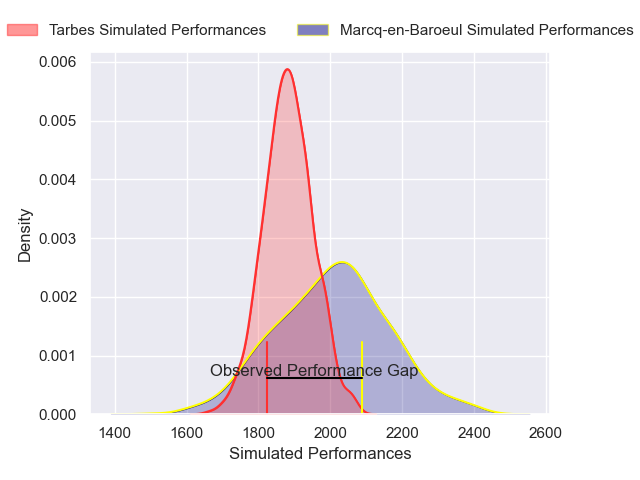 Tarbes Simulated Performances
Marcq-en-Baroeul Simulated Performances
0.006
0.005
0.004
0.003
0.002
0.001
0.000
Density
Observed Performance Gap
1400 1600 1800 2000 2200 2400 2600
Simulated Performances